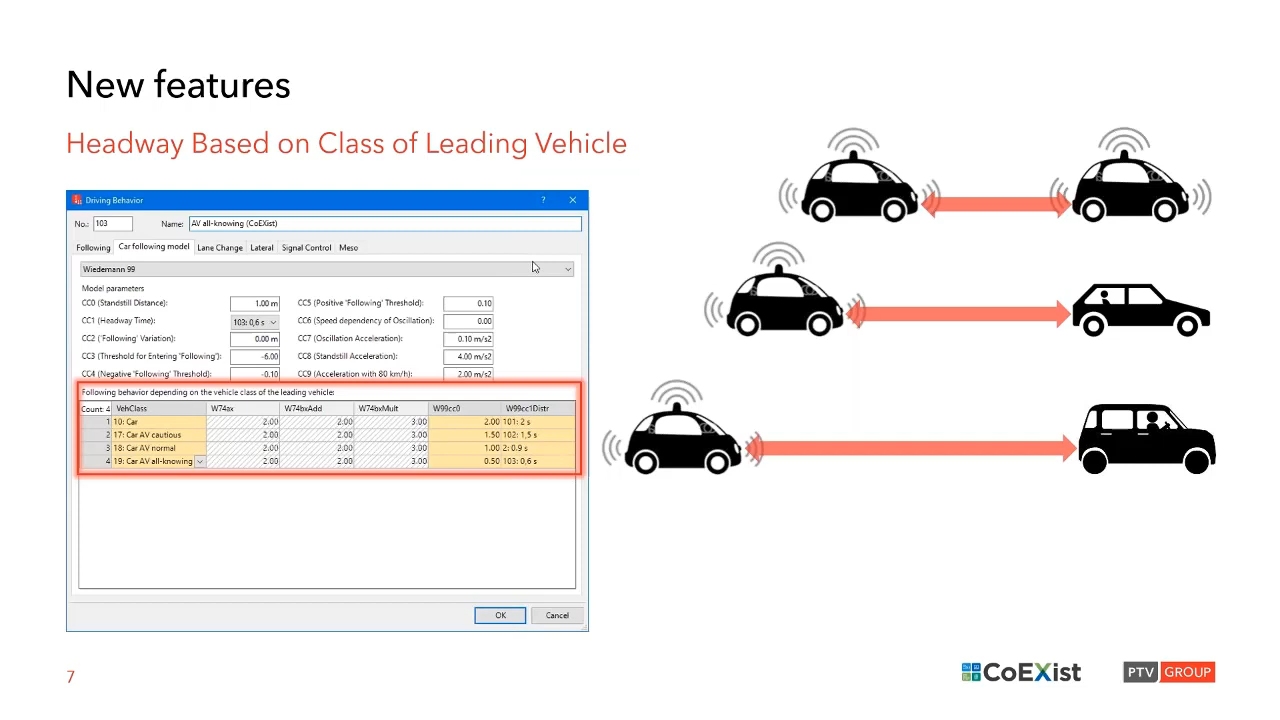 New features
Headway Based on Class of Leading Vehicle
Driving Behavior
No.: 103 Name: AV all-knowing (CoEXist)
Following Car following model Lane Change Lateral Signal Control Meso
Wiedemann 99
Model parameters
CC0 (Standstill Distance): 1.00 m CC5 (Positive 'Following' Threshold): 0.10
CC1 (Headway Time): 103: 0,6 s CC6 (Speed dependency of Oscillation): 0.00
CC2 ('Following' Variation): 0.00 m CC7 (Oscillation Acceleration): 0.10 m/s2
CC3 (Threshold for Entering 'Following'): -6.00 CC8 (Standstill Acceleration): 4.00 m/s2
CC4 (Negative 'Following' Threshold): -0.10 CC9 (Acceleration with 80 km/h): 2.00 m/s2
Following behavior depending on the vehicle class of the leading vehicle:
Count: 4 VehClass W74ax W74bxAdd W74bxMult W99cc0 W99cc1Distr
1 10: Car 2.00 2.00 3.00 2.00 101: 2 s
2 17: Car AV cautious 2.00 2.00 3.00 1.50 102: 1,5 s
3 18: Car AV normal 2.00 2.00 3.00 1.00 2: 0.9 s
4 19: Car AV all-knowing 2.00 2.00 3.00 0.50 103: 0,6 s
OK Cancel
7
CoEXist PTV GROUP